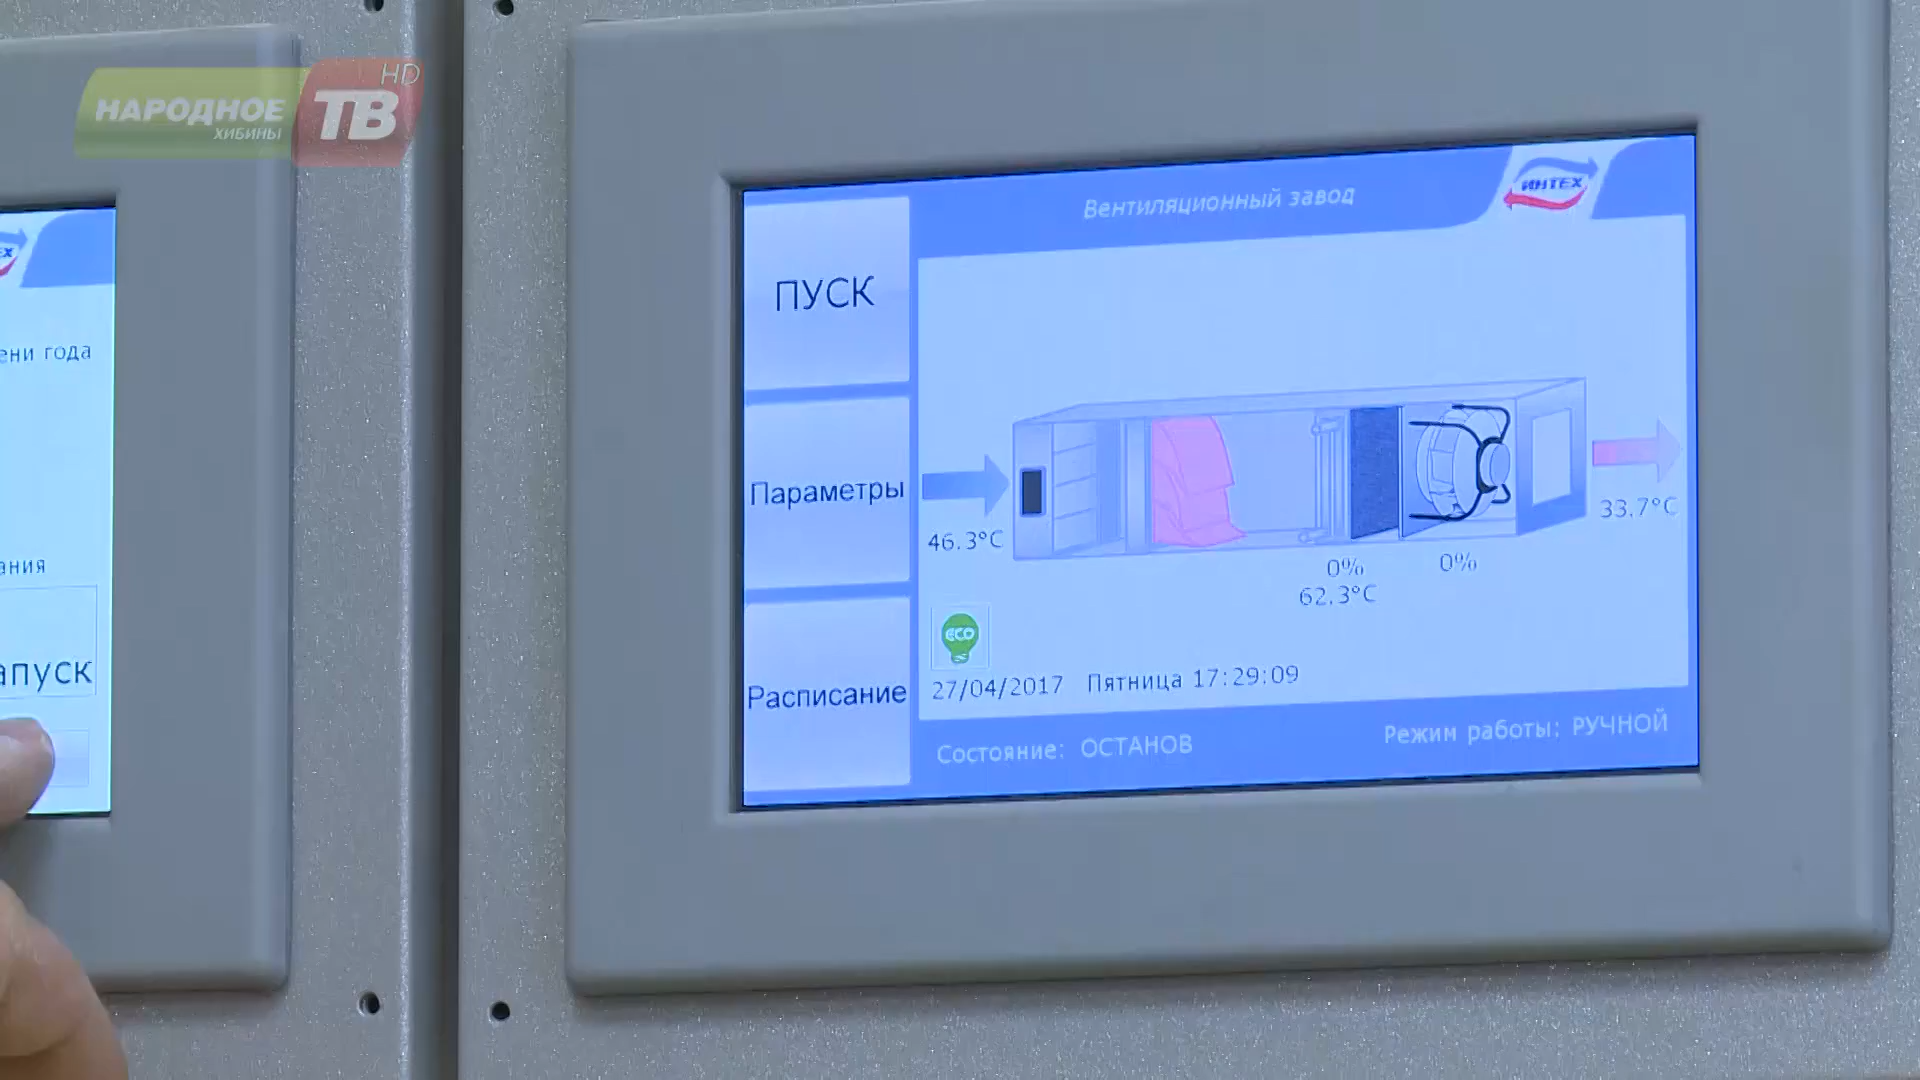 НАРОДНОЕ
ХИБИНЫ
ТВ
HD
ени года
ания
апуск
Вентиляционный завод
ИНТЕХ
ПУСК
Параметры
Расписание
46.3°C
33.7°C
0%
0%
62.3°C
ECO
27/04/2017 Пятница 17:29:09
Состояние: ОСТАНОВ
Режим работы: РУЧНОЙ